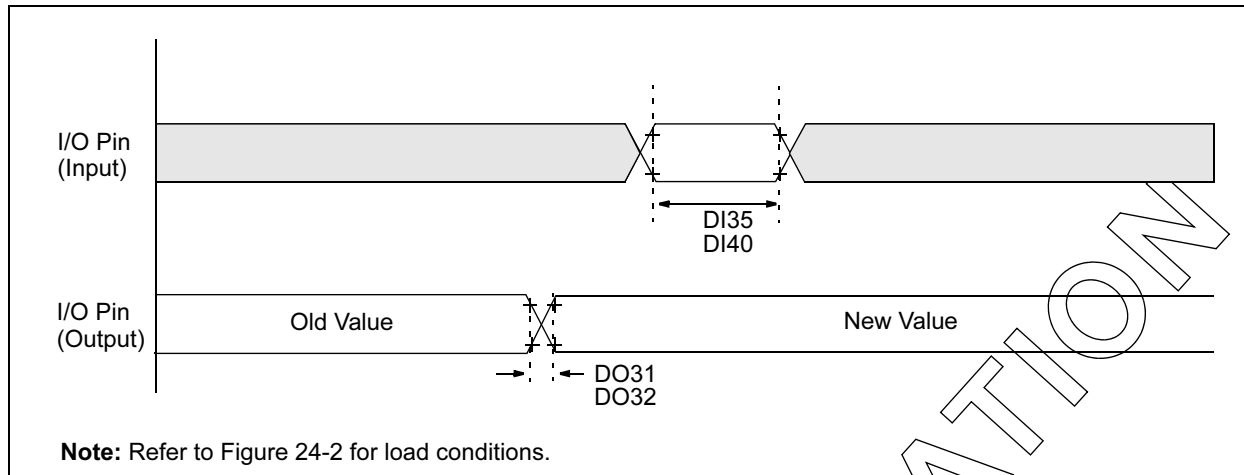 I/O Pin
(Input)
DI35
DI40
I/O Pin
(Output)
Old Value
New Value
DO31
DO32
Note: Refer to Figure 24-2 for load conditions.
ATION